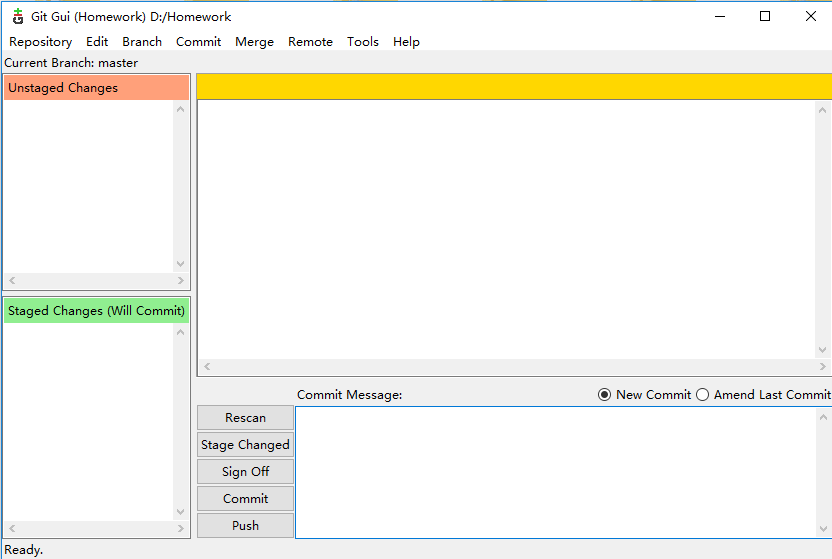 Git Gui (Homework) D:/Homework
Repository Edit Branch Commit Merge Remote Tools Help
Current Branch: master
Unstaged Changes
Staged Changes (Will Commit)
Commit Message: New Commit Amend Last Commit
Rescan
Stage Changed
Sign Off
Commit
Push
Ready.